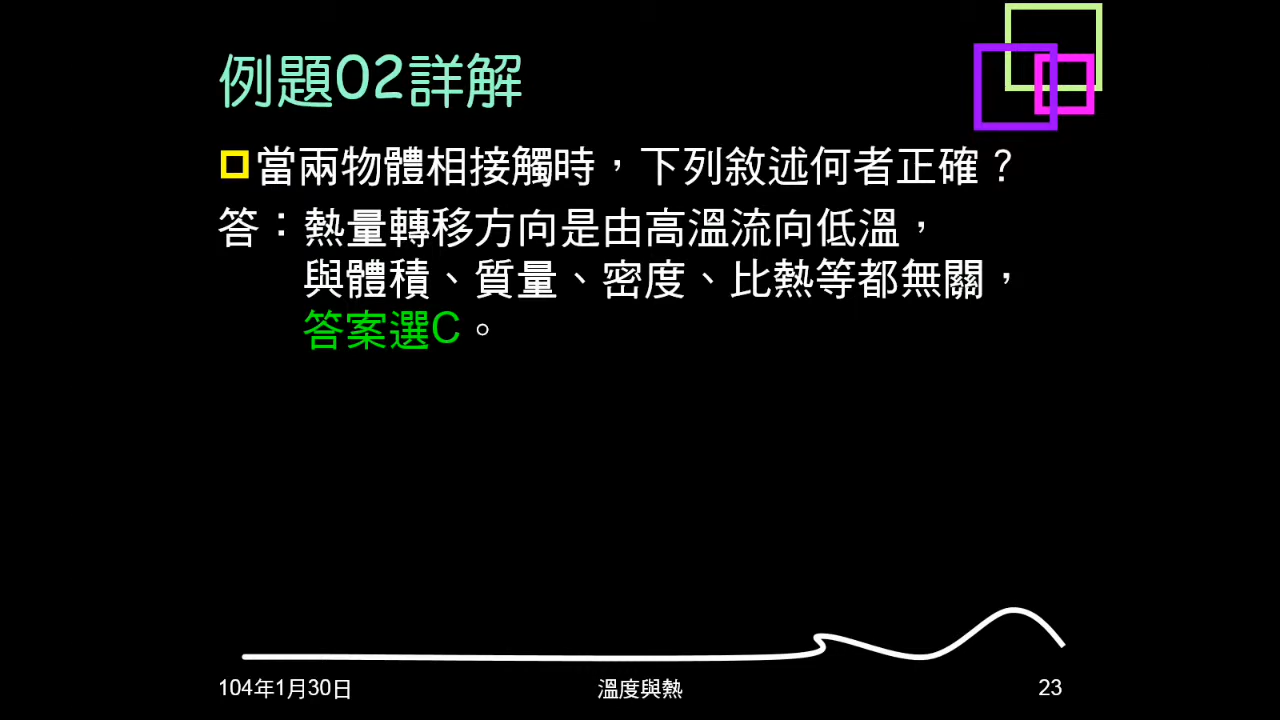 例題02詳解
當兩物體相接觸時，下列敘述何者正確？
答：熱量轉移方向是由高溫流向低溫，
與體積、質量、密度、比熱等都無關，
答案選C。
104年1月30日
溫度與熱
23